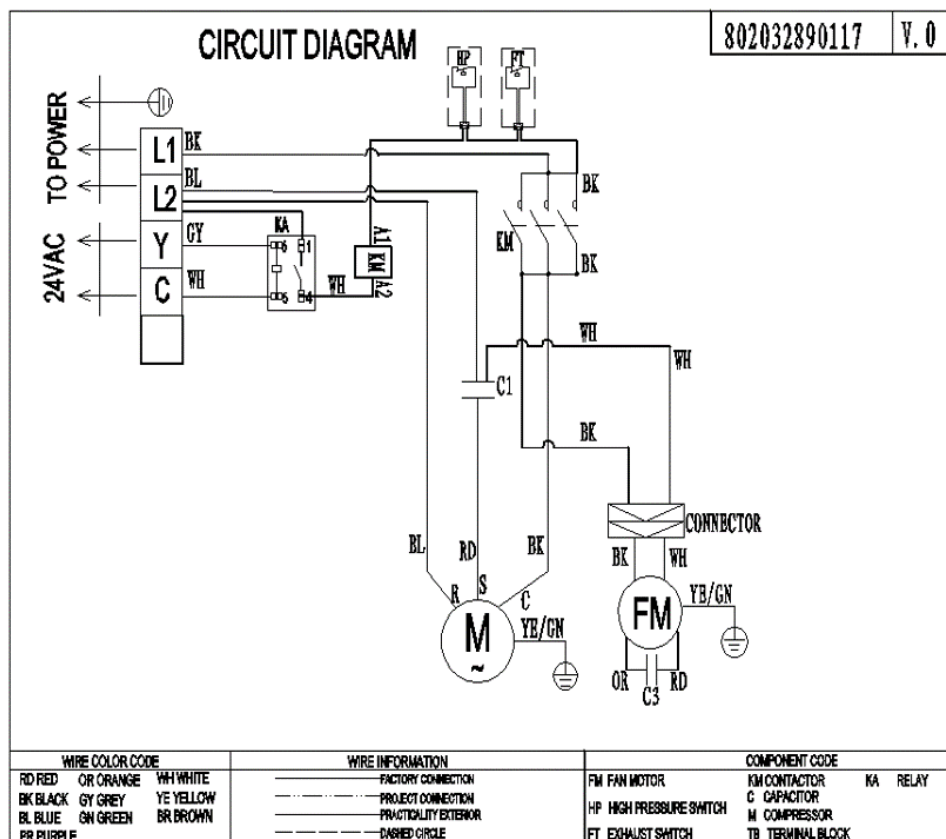 CIRCUIT DIAGRAM
802032890117 V. 0
HP FT
TO POWER
L1 BK
BL
L2
BK
KA
24VAC
Y GY 6 1 A1
KM
KM
BK
C WH 5 4 WH A2
WH
WH
C1
BK
CONNECTOR
BL RD BK BK WH
R S C
M
~
YE/GN
FM YE/GN
OR C3 RD
WIRE COLOR CODE WIRE INFORMATION COMPONENT CODE
RD RED OR ORANGE WH WHITE FACTORY CONNECTION FM FAN MOTOR KM CONTACTOR KA RELAY
BK BLACK GY GREY YE YELLOW PROJECT CONNECTION HP HIGH PRESSURE SWITCH C CAPACITOR
BL BLUE GN GREEN BR BROWN PRACTICALITY EXTERIOR M COMPRESSOR
PR PURPLE DASHED CIRCLE FT EXHAUST SWITCH TB TERMINAL BLOCK